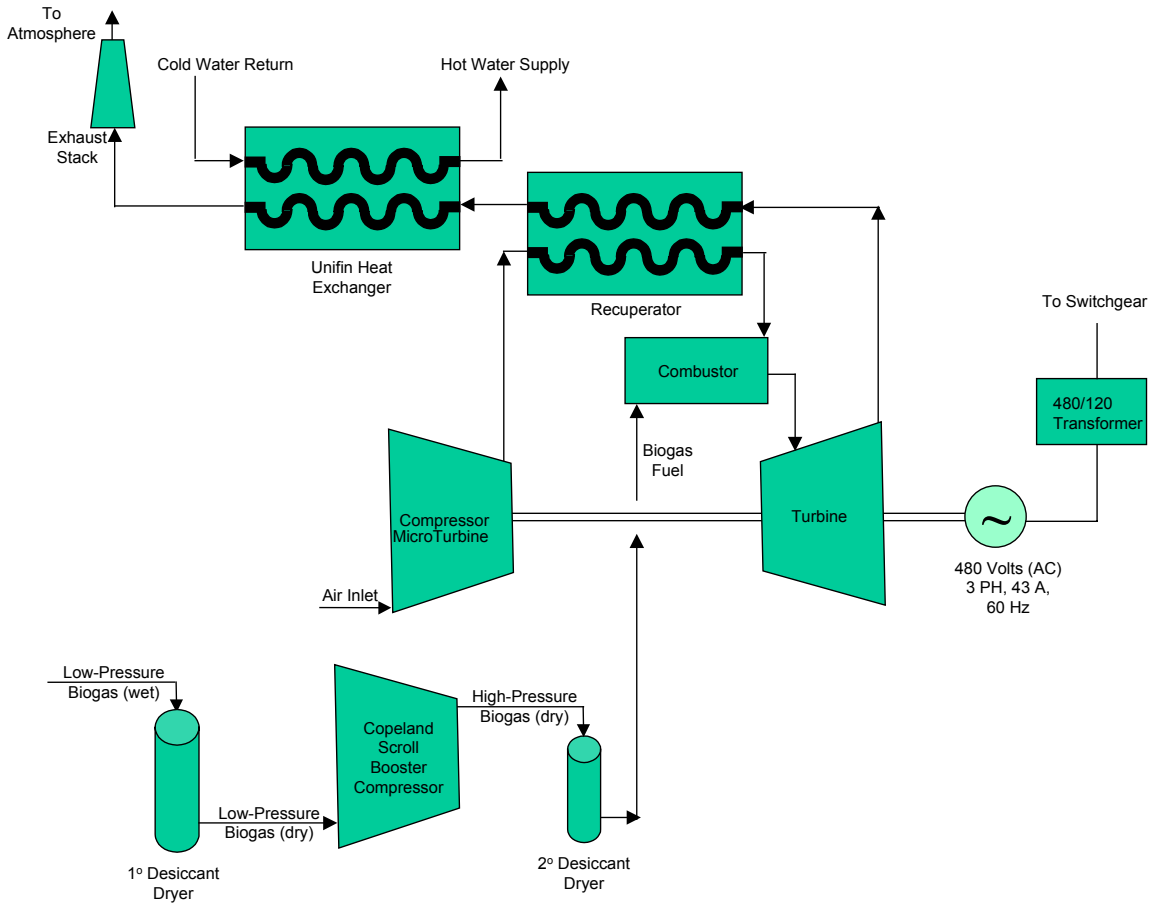 To
Atmosphere
Cold Water Return
Hot Water Supply
Exhaust
Stack
Unifin Heat
Exchanger
Recuperator
To Switchgear
Combustor
480/120
Transformer
Biogas
Fuel
Compressor
MicroTurbine
Turbine
~
480 Volts (AC)
3 PH, 43 A,
60 Hz
Air Inlet
Low-Pressure
Biogas (wet)
High-Pressure
Biogas (dry)
Copeland
Scroll
Booster
Compressor
Low-Pressure
Biogas (dry)
1º Desiccant
Dryer
2º Desiccant
Dryer